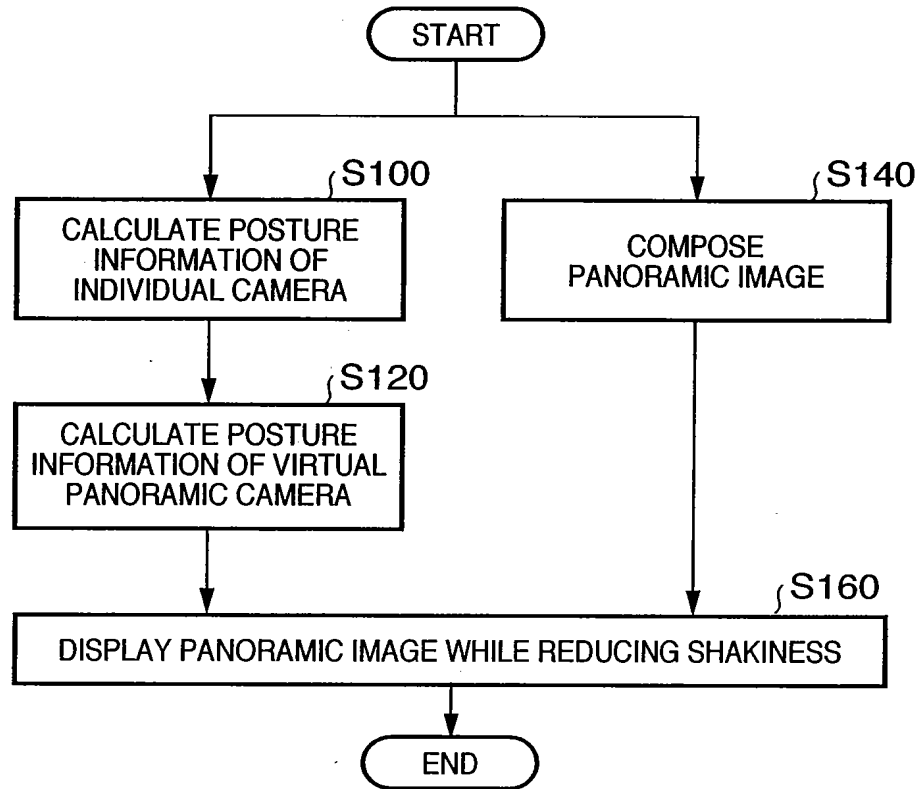 START
S100
CALCULATE POSTURE
INFORMATION OF
INDIVIDUAL CAMERA
S140
COMPOSE
PANORAMIC IMAGE
S120
CALCULATE POSTURE
INFORMATION OF VIRTUAL
PANORAMIC CAMERA
S160
DISPLAY PANORAMIC IMAGE WHILE REDUCING SHAKINESS
END